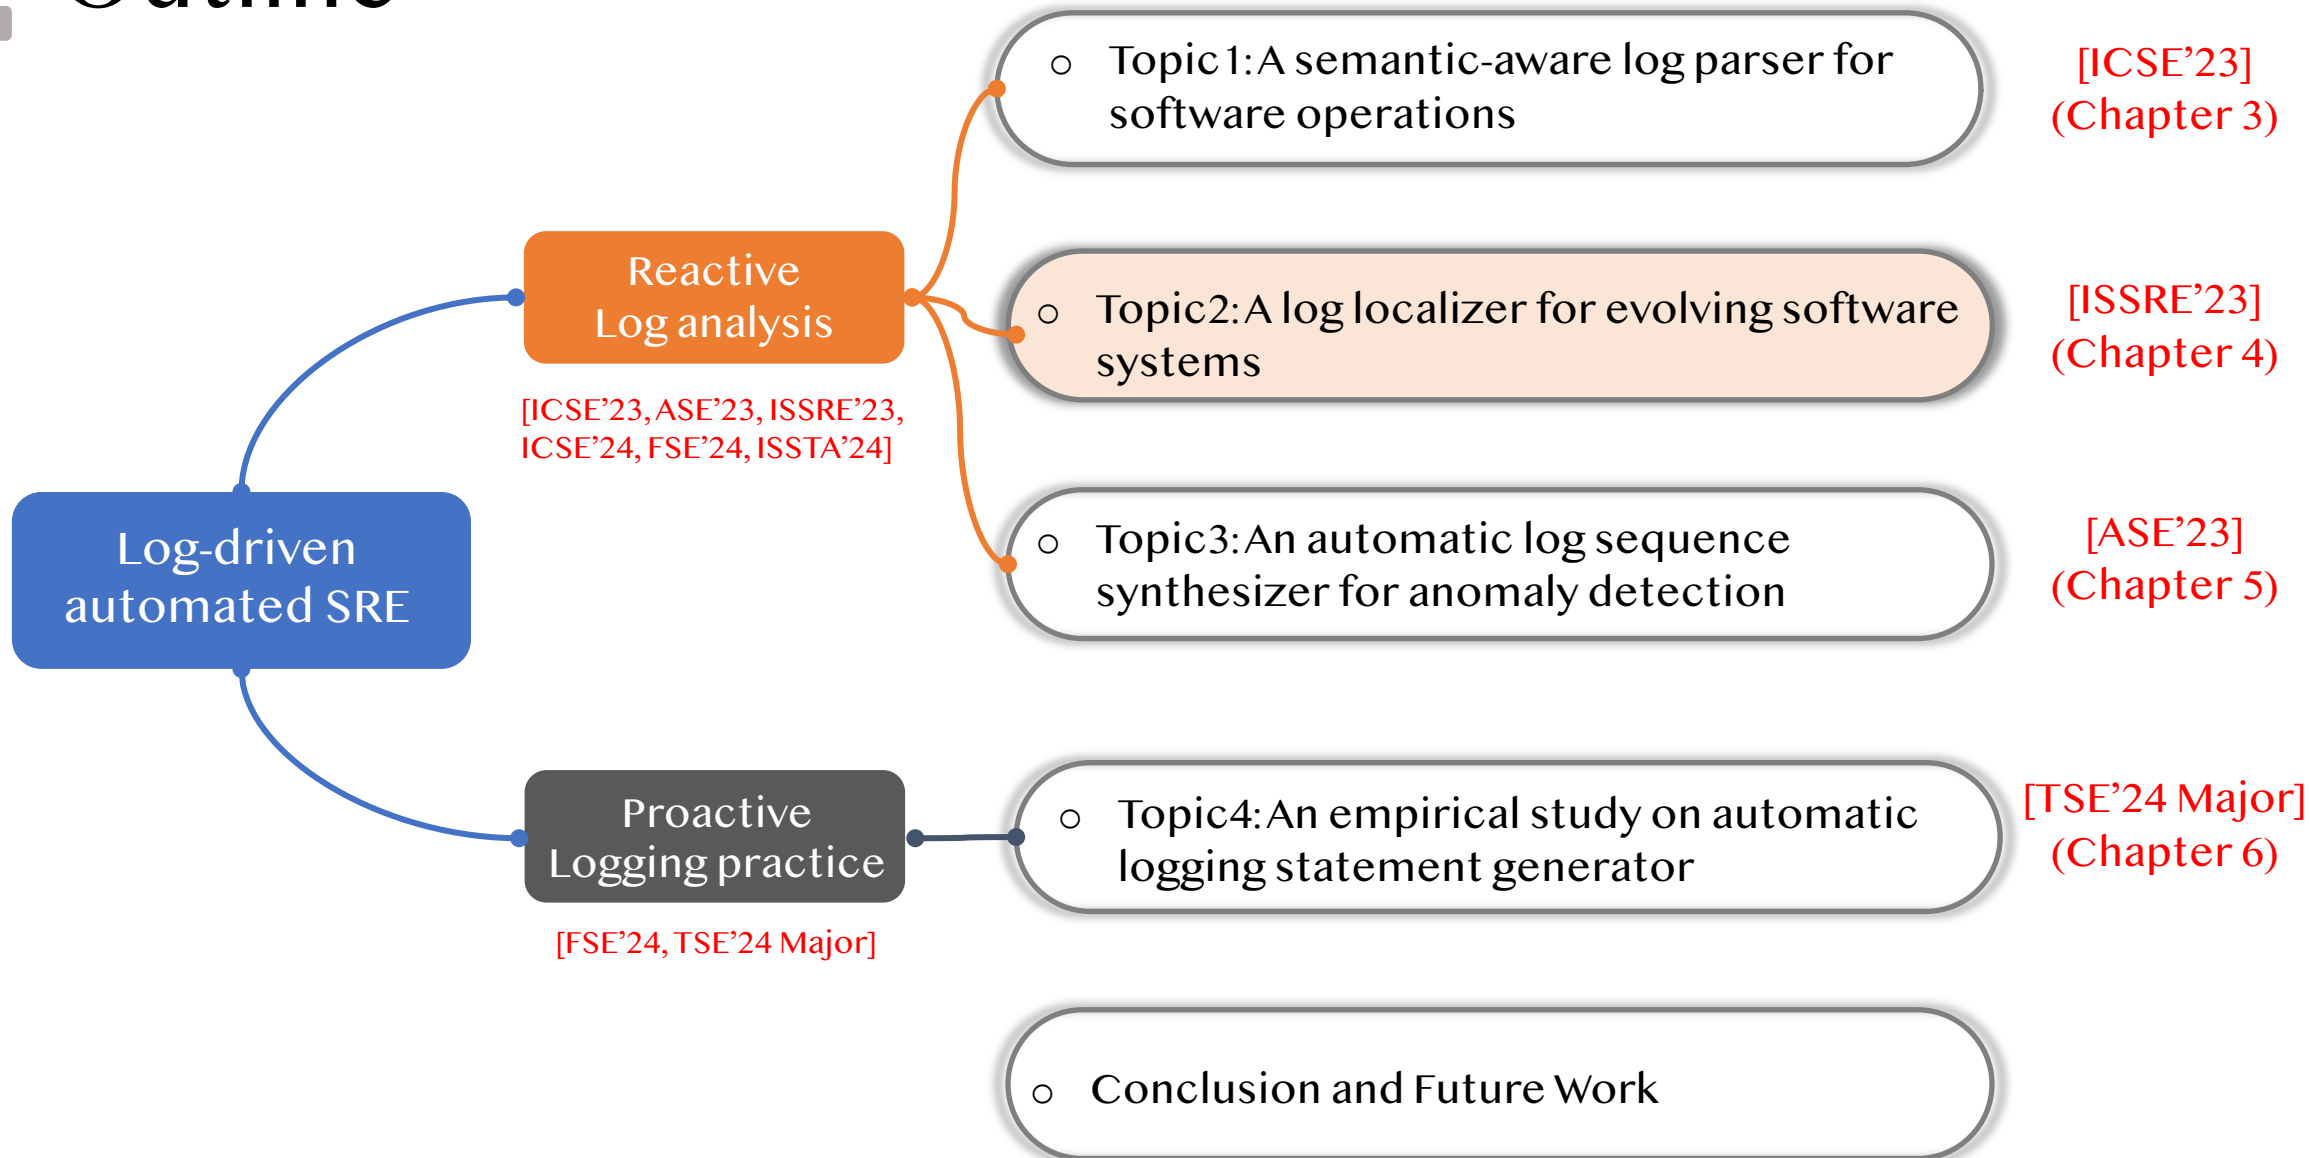 Outline
Log-driven
automated SRE
Reactive
Log analysis
[ICSE’23, ASE’23, ISSRE’23,
ICSE’24, FSE’24, ISSTA’24]
○ Topic1: A semantic-aware log parser for
software operations
[ICSE’23]
(Chapter 3)
○ Topic2: A log localizer for evolving software
systems
[ISSRE’23]
(Chapter 4)
○ Topic3: An automatic log sequence
synthesizer for anomaly detection
[ASE’23]
(Chapter 5)
Proactive
Logging practice
[FSE’24, TSE’24 Major]
○ Topic4: An empirical study on automatic
logging statement generator
[TSE’24 Major]
(Chapter 6)
○ Conclusion and Future Work